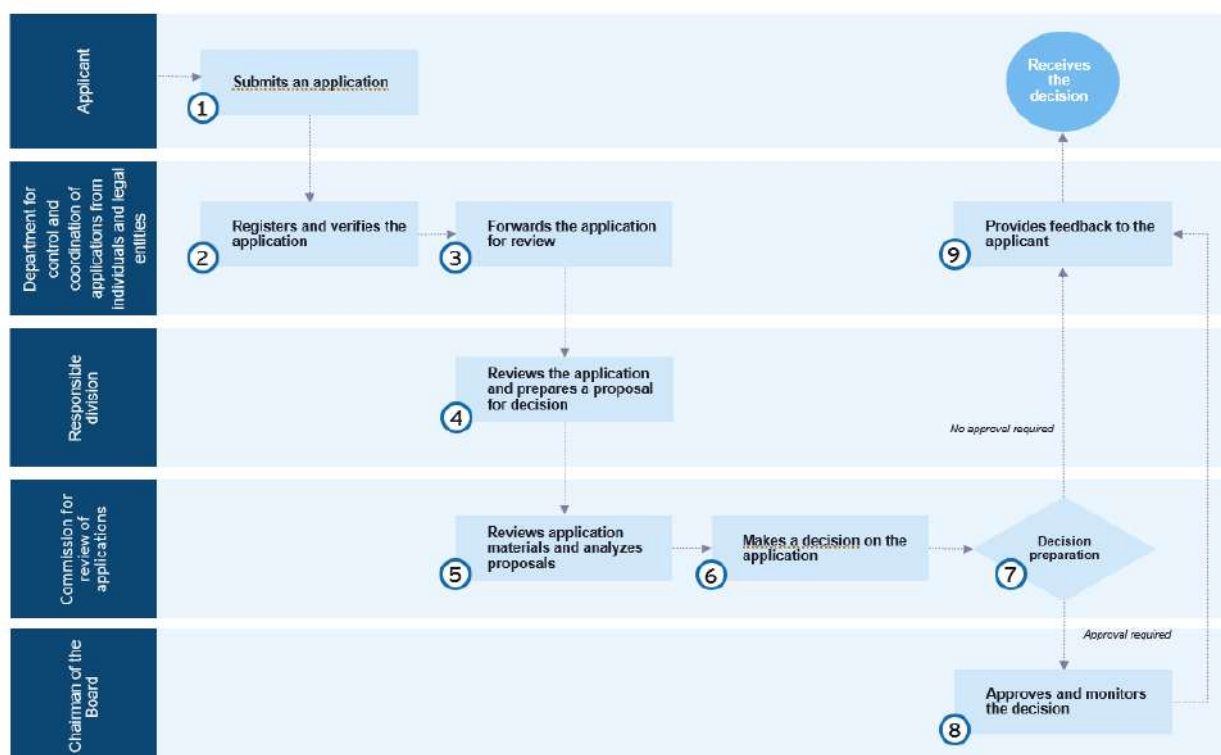 Applicant
Submits an application
1
Receives
the
decision
Department for
control and
coordination of
applications from
individuals and legal
entities
Registers and verifies the
application
2
Forwards the application
for review
3
Provides feedback to the
applicant
9
Responsible
division
Reviews the application
and prepares a proposal
for decision
4
No approval required
Commission for
review of
applications
Reviews application
materials and analyzes
proposals
5
Makes a decision on the
application
6
Decision
preparation
7
Approval required
Chairman of the
Board
Approves and monitors
the decision
8